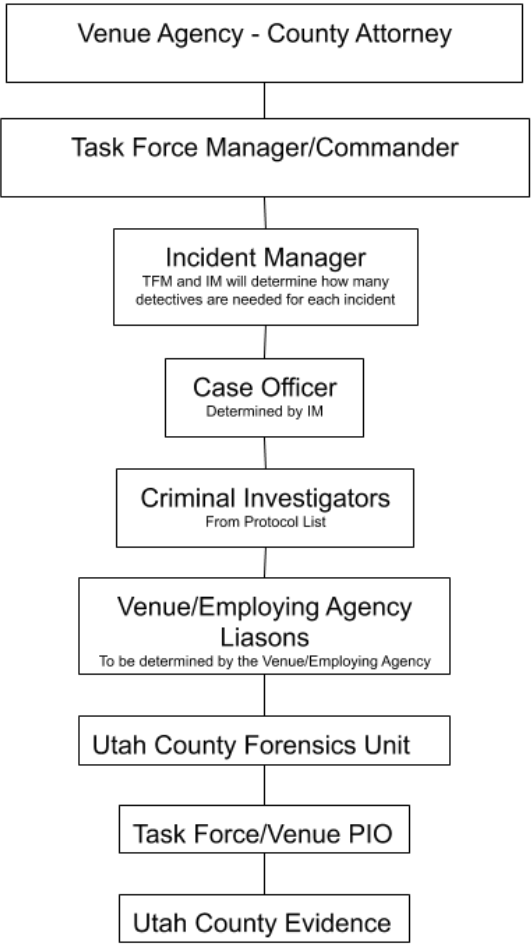 Venue Agency - County Attorney
Task Force Manager/Commander
Incident Manager
TFM and IM will determine how many
detectives are needed for each incident
Case Officer
Determined by IM
Criminal Investigators
From Protocol List
Venue/Employing Agency
Liasons
To be determined by the Venue/Employing Agency
Utah County Forensics Unit
Task Force/Venue PIO
Utah County Evidence